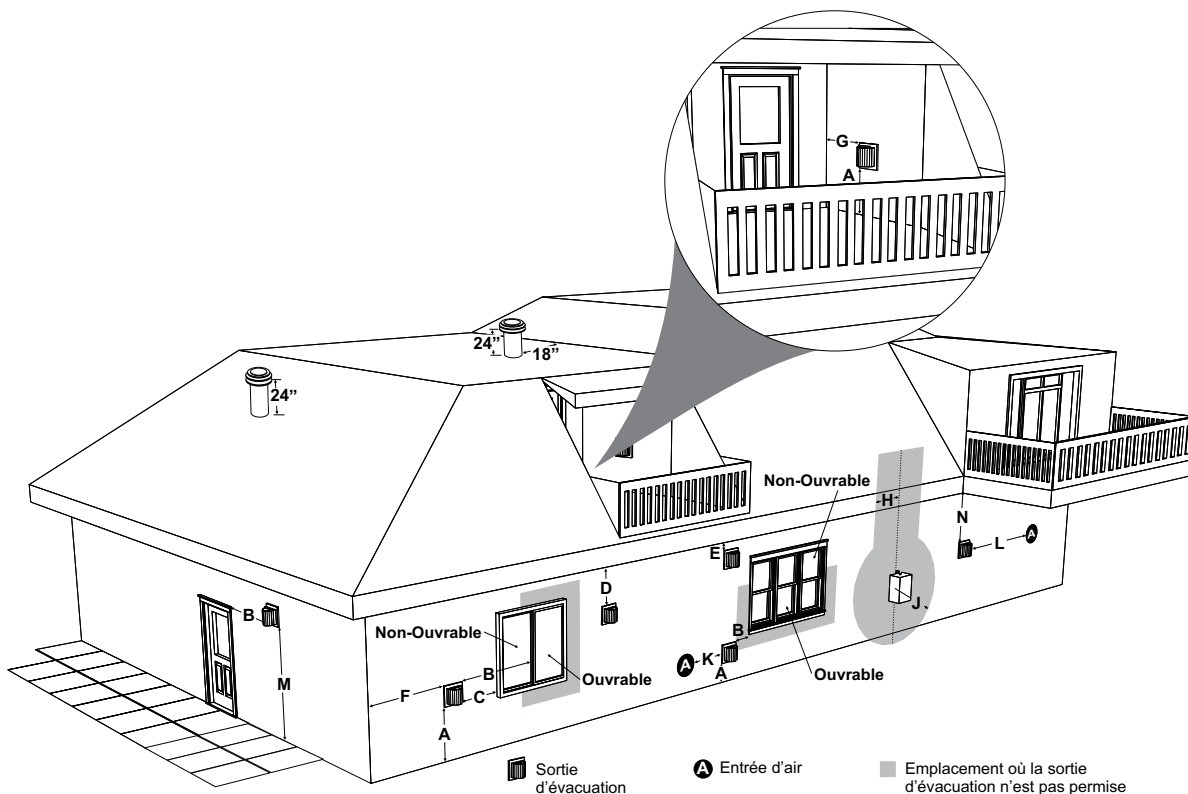 G
A
24”
18”
24”
Non-Ouvrable
H
N
L
A
E
D
B
J
Non-Ouvrable
B
K
A
A
Ouvrable
B
Ouvrable
M
F
C
A
Sortie
d’évacuation
A Entrée d’air
Emplacement où la sortie
d’évacuation n’est pas permise